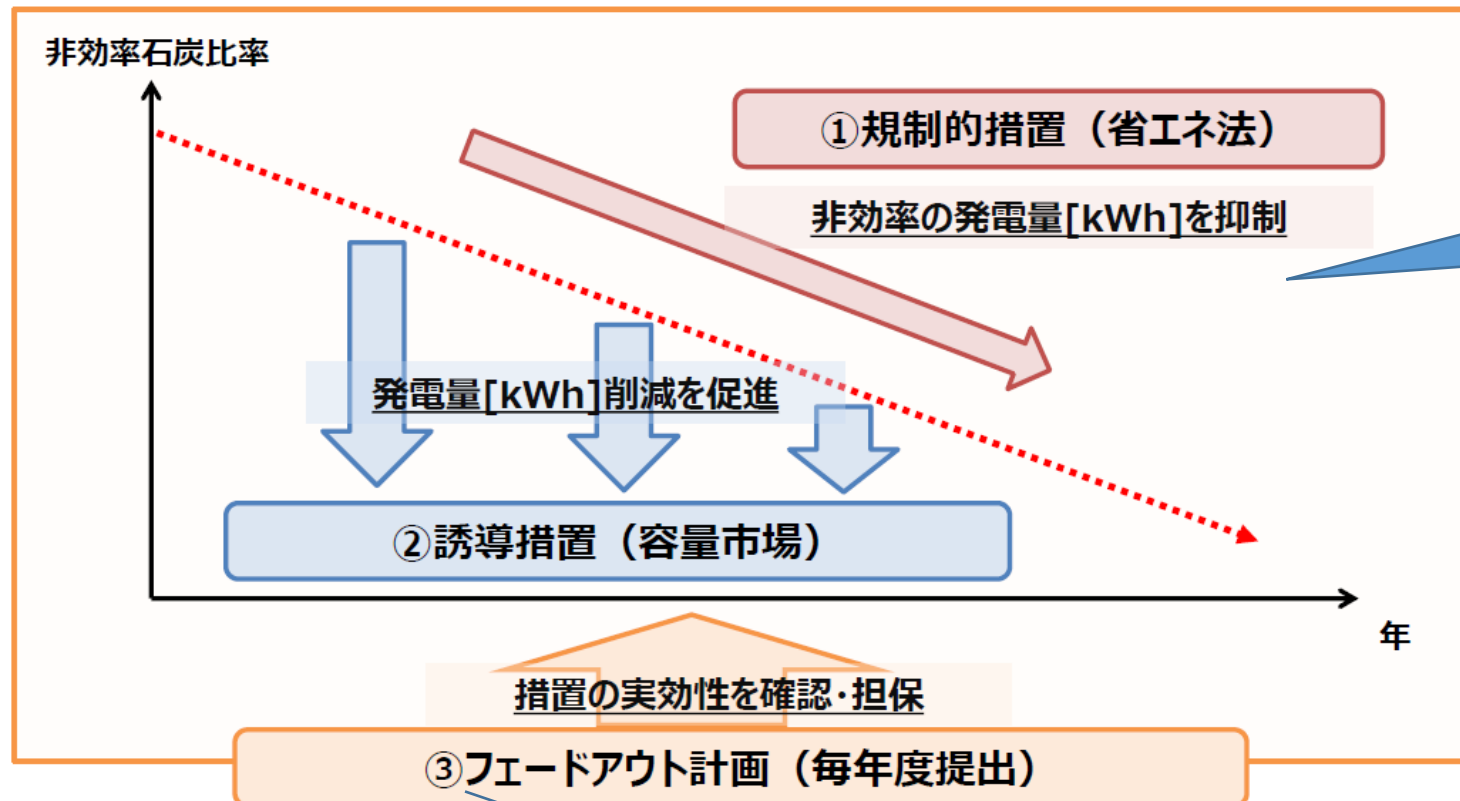 非効率石炭比率
①規制的措置（省エネ法）
非効率の発電量[kWh]を抑制
発電量[kWh]削減を促進
②誘導措置（容量市場）
年
措置の実効性を確認･担保
③フェードアウト計画（毎年度提出）